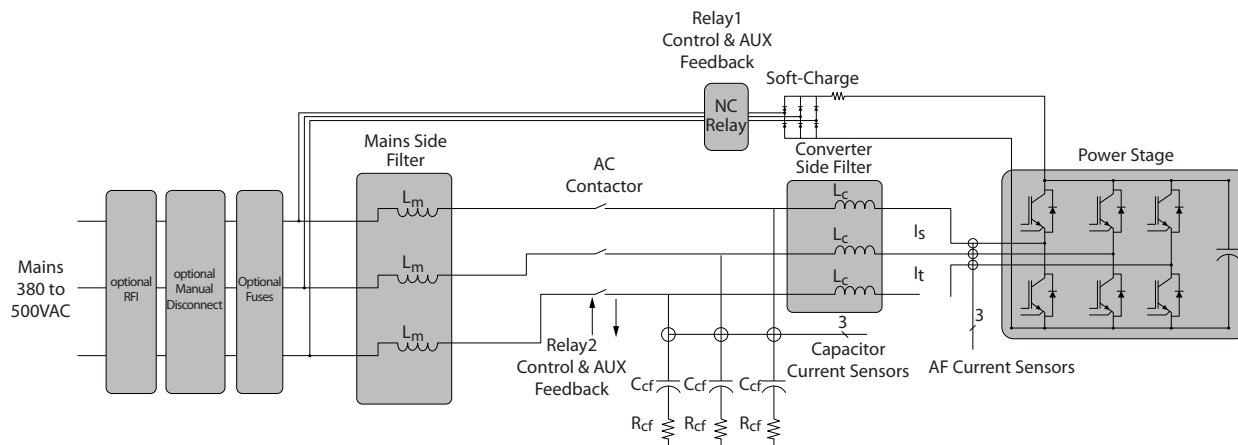 Relay1
Control & AUX
Feedback
Soft-Charge
NC
Relay
Mains Side
Filter
AC
Contactor
Converter
Side Filter
Power Stage
Lm
Lc
Is
Lm
Lc
Mains
380 to
500VAC
optional
RFI
optional
Manual
Disconnect
Optional
Fuses
It
Lc
Lm
3
3
Relay2
Control & AUX
Feedback
Capacitor
Current Sensors
AF Current Sensors
Ccf
Ccf
Ccf
Rcf
Rcf
Rcf